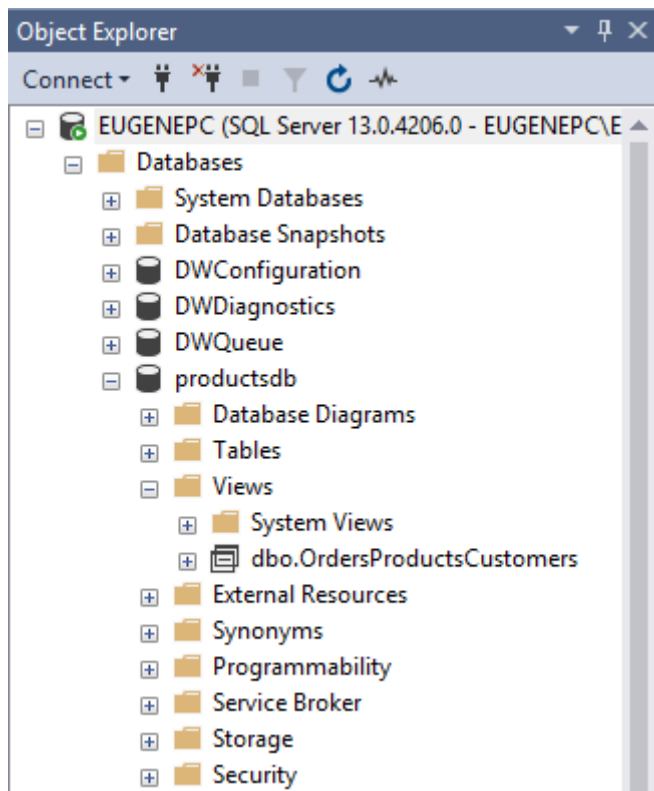 Object Explorer
Connect
EUGENEPC (SQL Server 13.0.4206.0 - EUGENEPC\E
Databases
System Databases
Database Snapshots
DWConfiguration
DWDiagnostics
DWQueue
productsdb
Database Diagrams
Tables
Views
System Views
dbo.OrdersProductsCustomers
External Resources
Synonyms
Programmability
Service Broker
Storage
Security